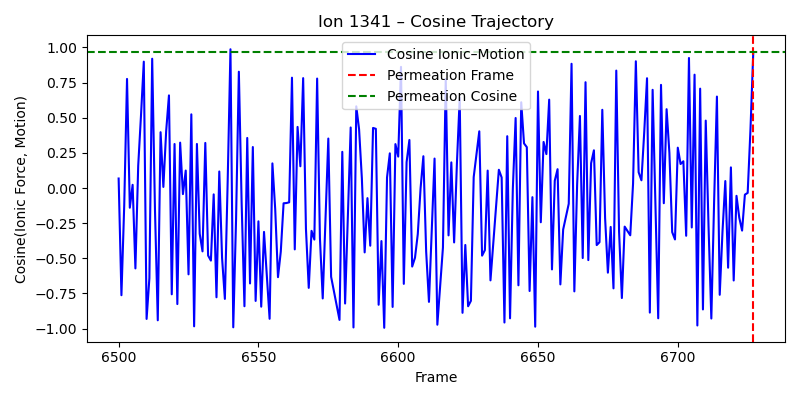 Ion 1341 – Cosine Trajectory
Cosine Ionic–Motion
Permeation Frame
Permeation Cosine
Cosine(Ionic Force, Motion)
1.00
0.75
0.50
0.25
0.00
−0.25
−0.50
−0.75
−1.00
6500
6550
6600
6650
6700
Frame